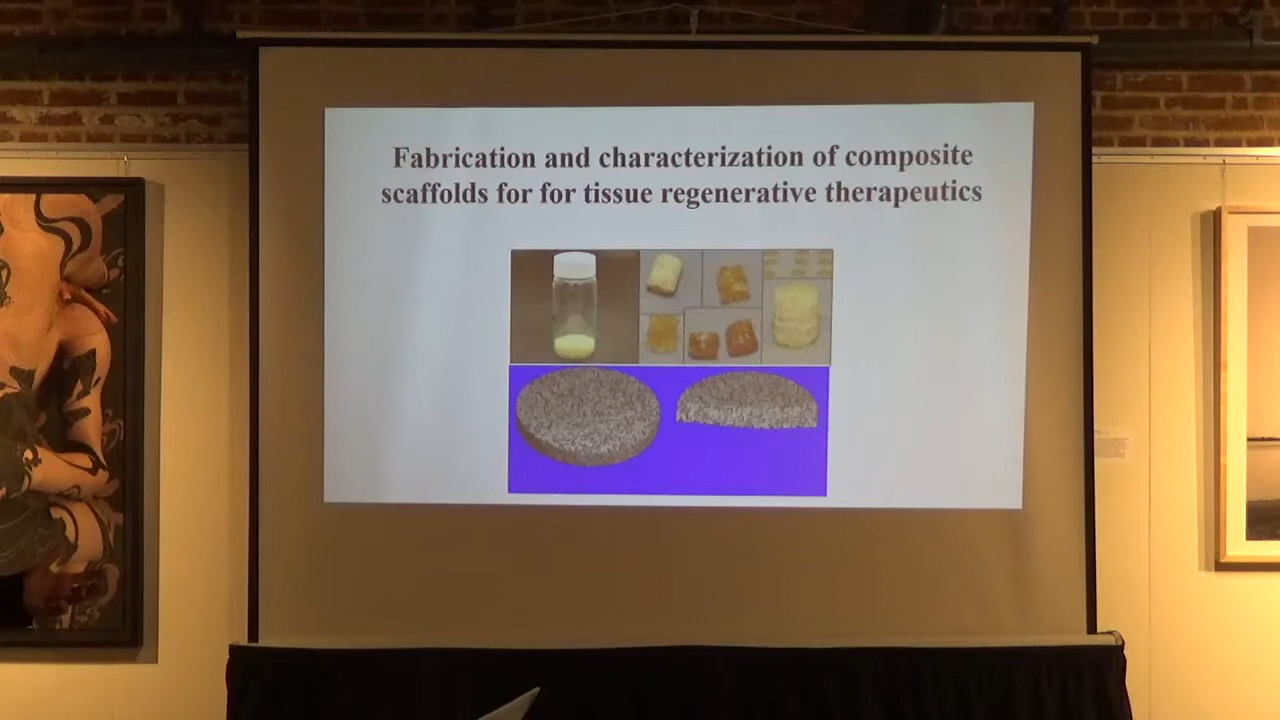 Fabrication and characterization of composite
scaffolds for for tissue regenerative therapeutics